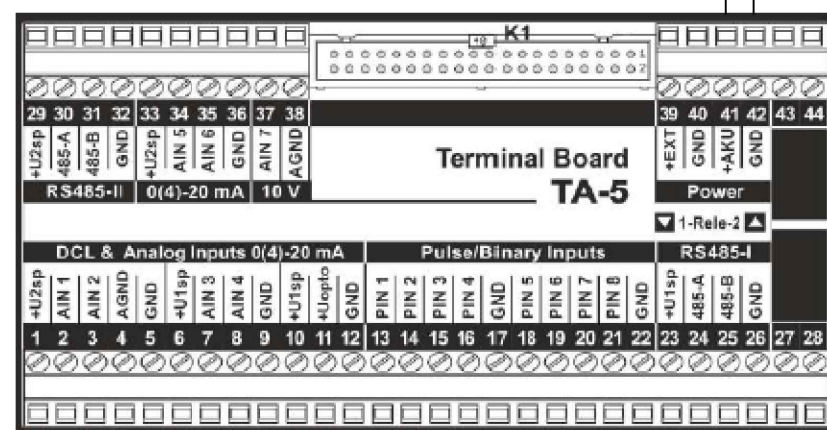 K1
29 30 31 32 33 34 35 36 37 38 39 40 41 42 43 44
+U2sp 485-A 485-B GND +U2sp AIN 5 AIN 6 GND AIN 7 AGND +EXT GND +AKU GND
Terminal Board
RS485-II 0(4)-20 mA 10 V TA-5 Power
1-Rele-2
DCL & Analog Inputs 0(4)-20 mA Pulse/Binary Inputs RS485-I
+U2sp AIN 1 AIN 2 AGND GND +U1sp AIN 3 AIN 4 GND +U1sp +Uopto GND PIN 1 PIN 2 PIN 3 PIN 4 GND PIN 5 PIN 6 PIN 7 PIN 8 GND +U1sp 485-A 485-B GND
1 2 3 4 5 6 7 8 9 10 11 12 13 14 15 16 17 18 19 20 21 22 23 24 25 26 27 28